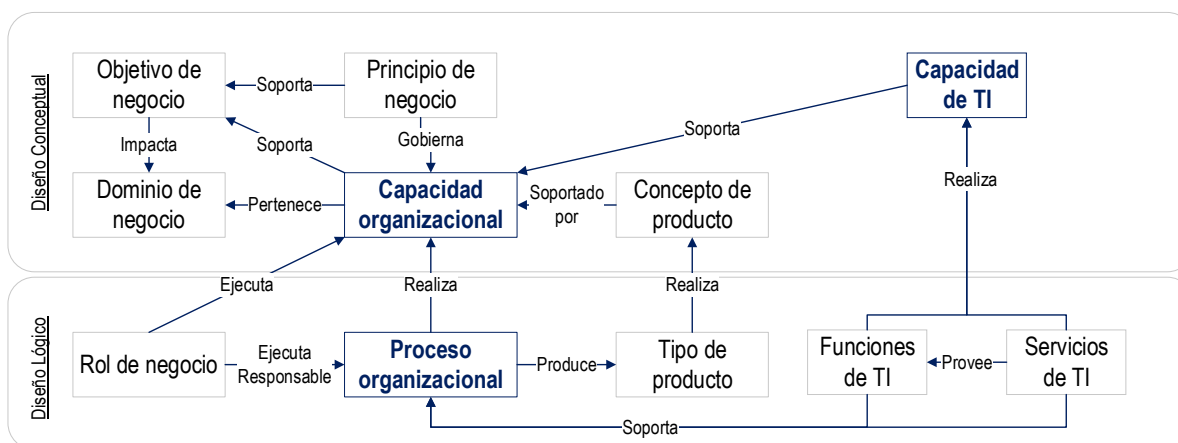 Diseño Conceptual
Objetivo de
negocio
Soporta
Principio de
negocio
Capacidad
de TI
Impacta
Soporta
Gobierna
Soporta
Dominio de
negocio
Pertenece
Capacidad
organizacional
Soportado
por
Concepto de
producto
Realiza
Ejecuta
Realiza
Realiza
Diseño Lógico
Rol de negocio
Ejecuta
Responsable
Proceso
organizacional
Produce
Tipo de
producto
Funciones
de TI
Provee
Servicios
de TI
Soporta